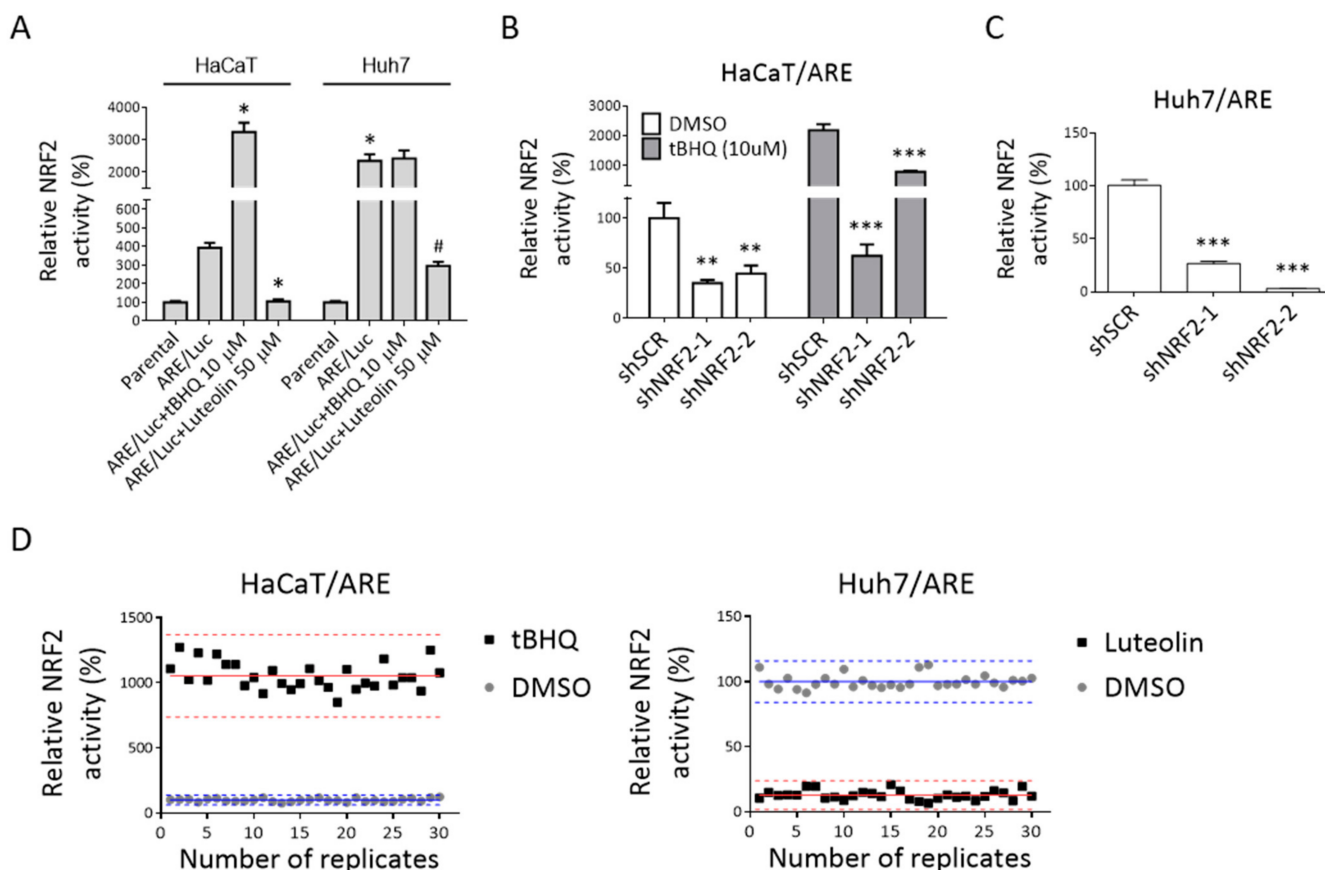 A
HaCaT
Huh7
Relative NRF2
activity (%)
4000
3000
2000
600
500
400
300
200
100
*
*
*
#
Parental
ARE/Luc
ARE/Luc+tBHQ 10 µM
ARE/Luc+Luteolin 50 µM
Parental
ARE/Luc
ARE/Luc+tBHQ 10 µM
ARE/Luc+Luteolin 50 µM
B
HaCaT/ARE
Relative NRF2
activity (%)
3000
2000
1000
100
50
0
DMSO
tBHQ (10uM)
**
**
***
***
shSCR
shNRF2-1
shNRF2-2
shSCR
shNRF2-1
shNRF2-2
C
Huh7/ARE
Relative NRF2
activity (%)
150
100
50
0
***
***
shSCR
shNRF2-1
shNRF2-2
D
HaCaT/ARE
Relative NRF2
activity (%)
1500
1000
500
0
0 5 10 15 20 25 30
Number of replicates
tBHQ
DMSO
Huh7/ARE
Relative NRF2
activity (%)
150
100
50
0
0 5 10 15 20 25 30
Number of replicates
Luteolin
DMSO